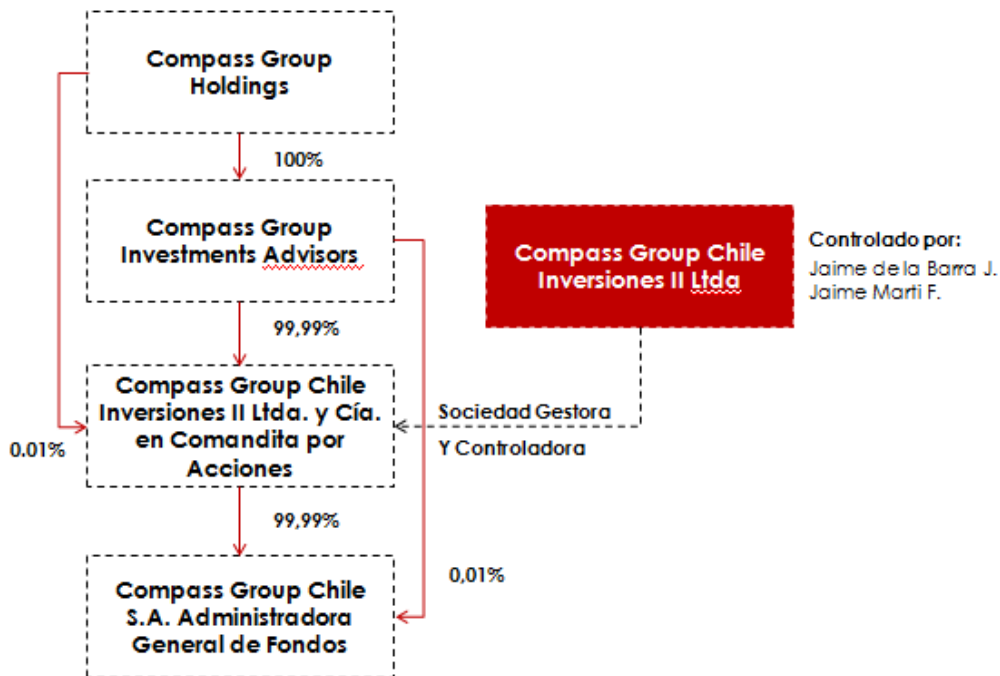 Compass Group
Holdings
100%
Compass Group
Investments Advisors
Compass Group Chile
Inversiones II Ltda
Controlado por:
Jaime de la Barra J.
Jaime Marti F.
99,99%
Compass Group Chile
Inversiones II Ltda. y Cía.
en Comandita por
Acciones
Sociedad Gestora
Y Controladora
0.01%
99,99%
0,01%
Compass Group Chile
S.A. Administradora
General de Fondos